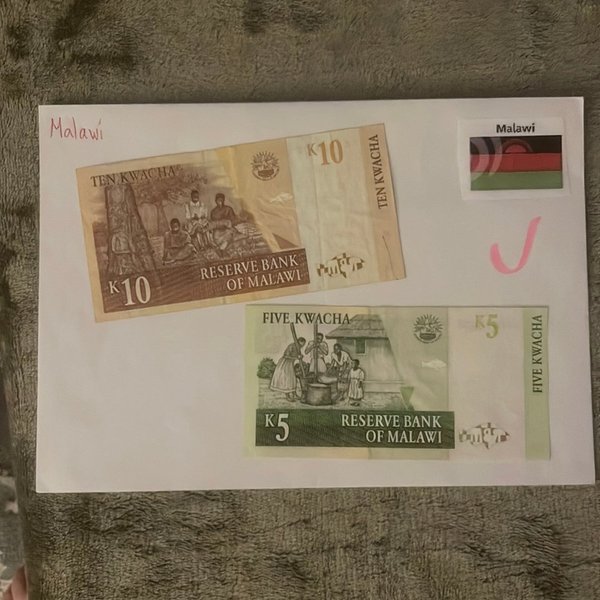 Malawi
Malawi
TEN KWACHA
K10
TEN KWACHA
K10
RESERVE BANK
OF MALAWI
FIVE KWACHA
K5
FIVE KWACHA
K5
RESERVE BANK
OF MALAWI